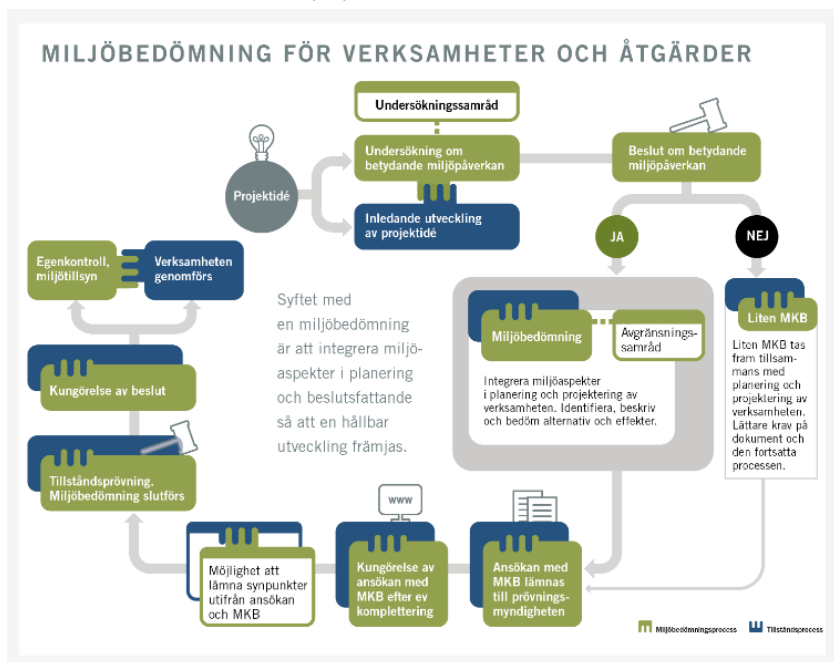 MILJÖBEDÖMNING FÖR VERKSAMHETER OCH ÅTGÄRDER
Undersökningssamråd
Undersökning om
betydande miljöpåverkan
Beslut om betydande
miljöpåverkan
Projektidé
Inledande utveckling
av projektidé
JA
NEJ
Egenkontroll,
miljötillsyn
Verksamheten
genomförs
Syftet med
en miljöbedömning
är att integrera miljö-
aspekter i planering
och beslutsfattande
så att en hållbar
utveckling främjas.
Miljöbedömning
Avgränsnings-
samråd
Integrera miljöaspekter
i planering och projektering av
verksamheten. Identifiera, beskriv
och bedöm alternativ och effekter.
Liten MKB
Liten MKB tas
fram tillsam-
mans med
planering och
projektering av
verksamheten.
Lättare krav på
dokument och
den fortsatta
processen.
Kungörelse av beslut
Tillståndsprövning.
Miljöbedömning slutförs
Möjlighet att
lämna synpunkter
utifrån ansökan
och MKB
www
Kungörelse av
ansökan med
MKB efter ev
komplettering
Ansökan med
MKB lämnas
till prövnings-
myndigheten
Miljöbedömningsprocess
Tillståndsprocess